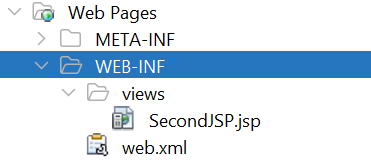 Web Pages
META-INF
WEB-INF
views
SecondJSP.jsp
web.xml